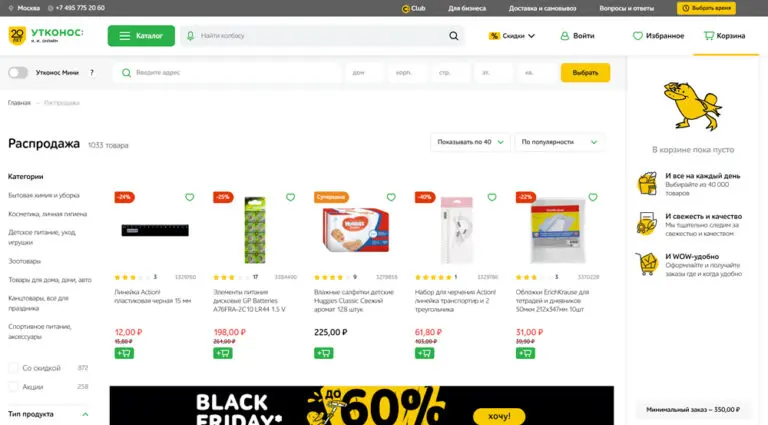 Москва
+7 495 775 20 60
Club
Для бизнеса
Доставка и самовывоз
Вопросы и ответы
Выбрать время
20 ЛЕТ
УТКОНОС:
Каталог
Найти колбасу
% Скидки
Войти
Избранное
Корзина
Утконос Мини
?
Введите адрес
дом
корп.
стр.
эт.
кв.
Выбрать
Главная
Распродажа
Распродажа
1033 товара
Показывать по 40
По популярности
Категории
Бытовая химия и уборка
Косметика, личная гигиена
Детское питание, уход,
игрушки
Зоотовары
Товары для дома, дачи, авто
Канцтовары, все для
праздника
Спортивное питание,
аксессуары
Со скидкой
872
Акции
258
Тип продукта
-24%
3
3329760
Линейка Action!
пластиковая черная 15 мм
12,00 ₽
15,80 ₽
-25%
17
3384490
Элементы питания
дисковые GP Batteries
A76FRA-2C10 LR44 1.5 V
198,00 ₽
264,00 ₽
Суперцена
HUGGIES
9
3279855
Влажные салфетки детские
Huggies Classic Свежий
аромат 128 штук
225,00 ₽
-40%
1
3329786
Набор для черчения Action!
линейка транспортир и 2
треугольника
61,80 ₽
103,00 ₽
-22%
3
3310228
Обложки ErichKrause для
тетрадей и дневников
50мкм 212х347мм 10шт
31,00 ₽
39,90 ₽
BLACK
FRIDAY*
до
60%
хочу!
В корзине пока пусто
И все на каждый день
Выбирайте из 40 000
товаров
И свежесть и качество
Мы тщательно следим за
свежестью и качеством
И WOW-удобно
Оформляйте и получайте
заказ где и когда удобно
Минимальный заказ – 350,00 ₽